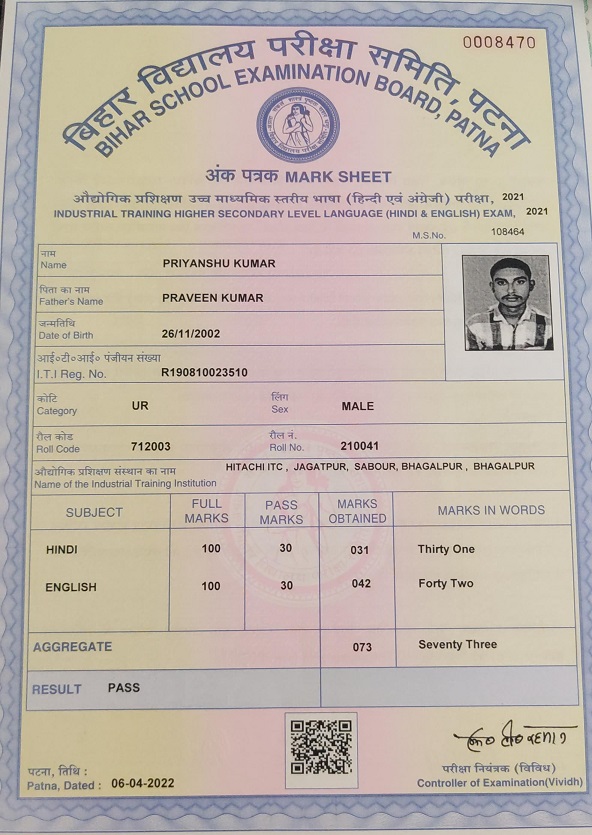 0008470
बिहार विद्यालय परीक्षा समिति, पटना
BIHAR SCHOOL EXAMINATION BOARD, PATNA
अंक पत्रक MARK SHEET
औद्योगिक प्रशिक्षण उच्च माध्यमिक स्तरीय भाषा (हिन्दी एवं अंग्रेजी) परीक्षा, 2021
INDUSTRIAL TRAINING HIGHER SECONDARY LEVEL LANGUAGE (HINDI & ENGLISH) EXAM, 2021
M.S.No. 108464
नाम
Name PRIYANSHU KUMAR
पिता का नाम
Father's Name PRAVEEN KUMAR
जन्मतिथि
Date of Birth 26/11/2002
आई०टी०आई० पंजीयन संख्या
I.T.I Reg. No. R190810023510
कोटि लिंग
Category UR Sex MALE
रौल कोड रौल नं.
Roll Code 712003 Roll No. 210041
औद्योगिक प्रशिक्षण संस्थान का नाम HITACHI ITC , JAGATPUR, SABOUR, BHAGALPUR , BHAGALPUR
Name of the Industrial Training Institution
SUBJECT FULL MARKS PASS MARKS MARKS OBTAINED MARKS IN WORDS
HINDI 100 30 031 Thirty One
ENGLISH 100 30 042 Forty Two
AGGREGATE 073 Seventy Three
RESULT PASS
पटना, तिथि :
Patna, Dated : 06-04-2022
परीक्षा नियंत्रक (विविध)
Controller of Examination(Vividh)